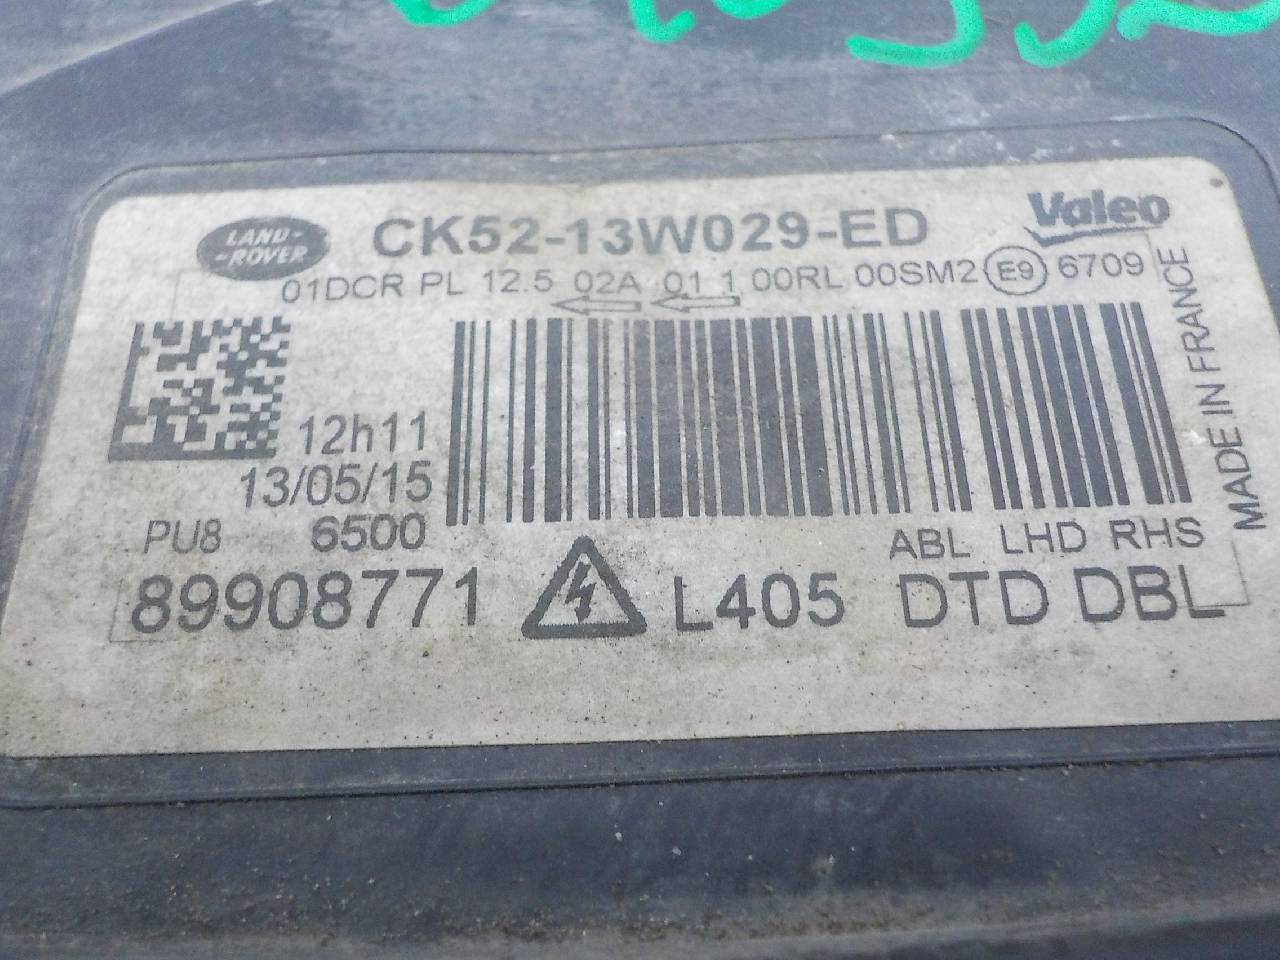 LAND-
-ROVER
CK52-13W029-ED
Valeo
01DCR PL 12.5 02A 01 1 00RL 00SM2 E9 6709
MADE IN FRANCE
12h11
13/05/15
PU8 6500
ABL LHD RHS
89908771 L405 DTD DBL